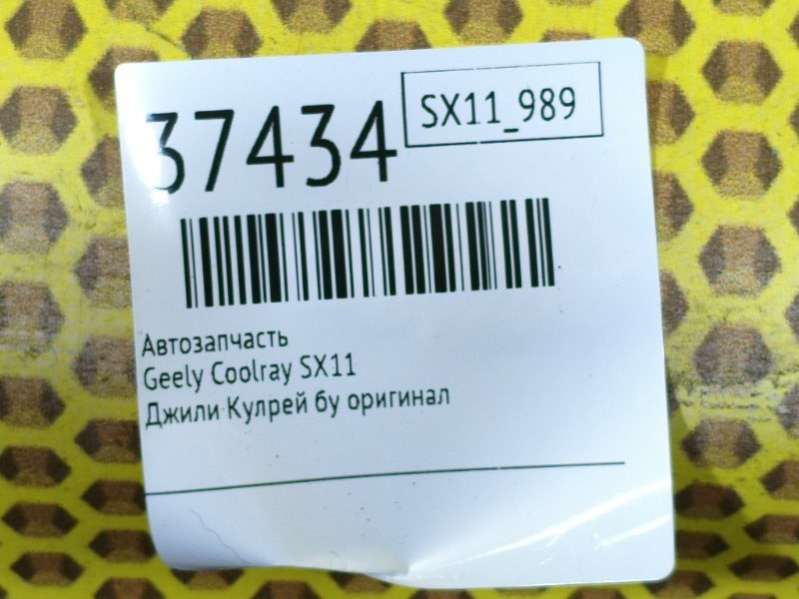 37434
SX11_989
Автозапчасть
Geely Coolray SX11
Джили Кулрей бу оригинал